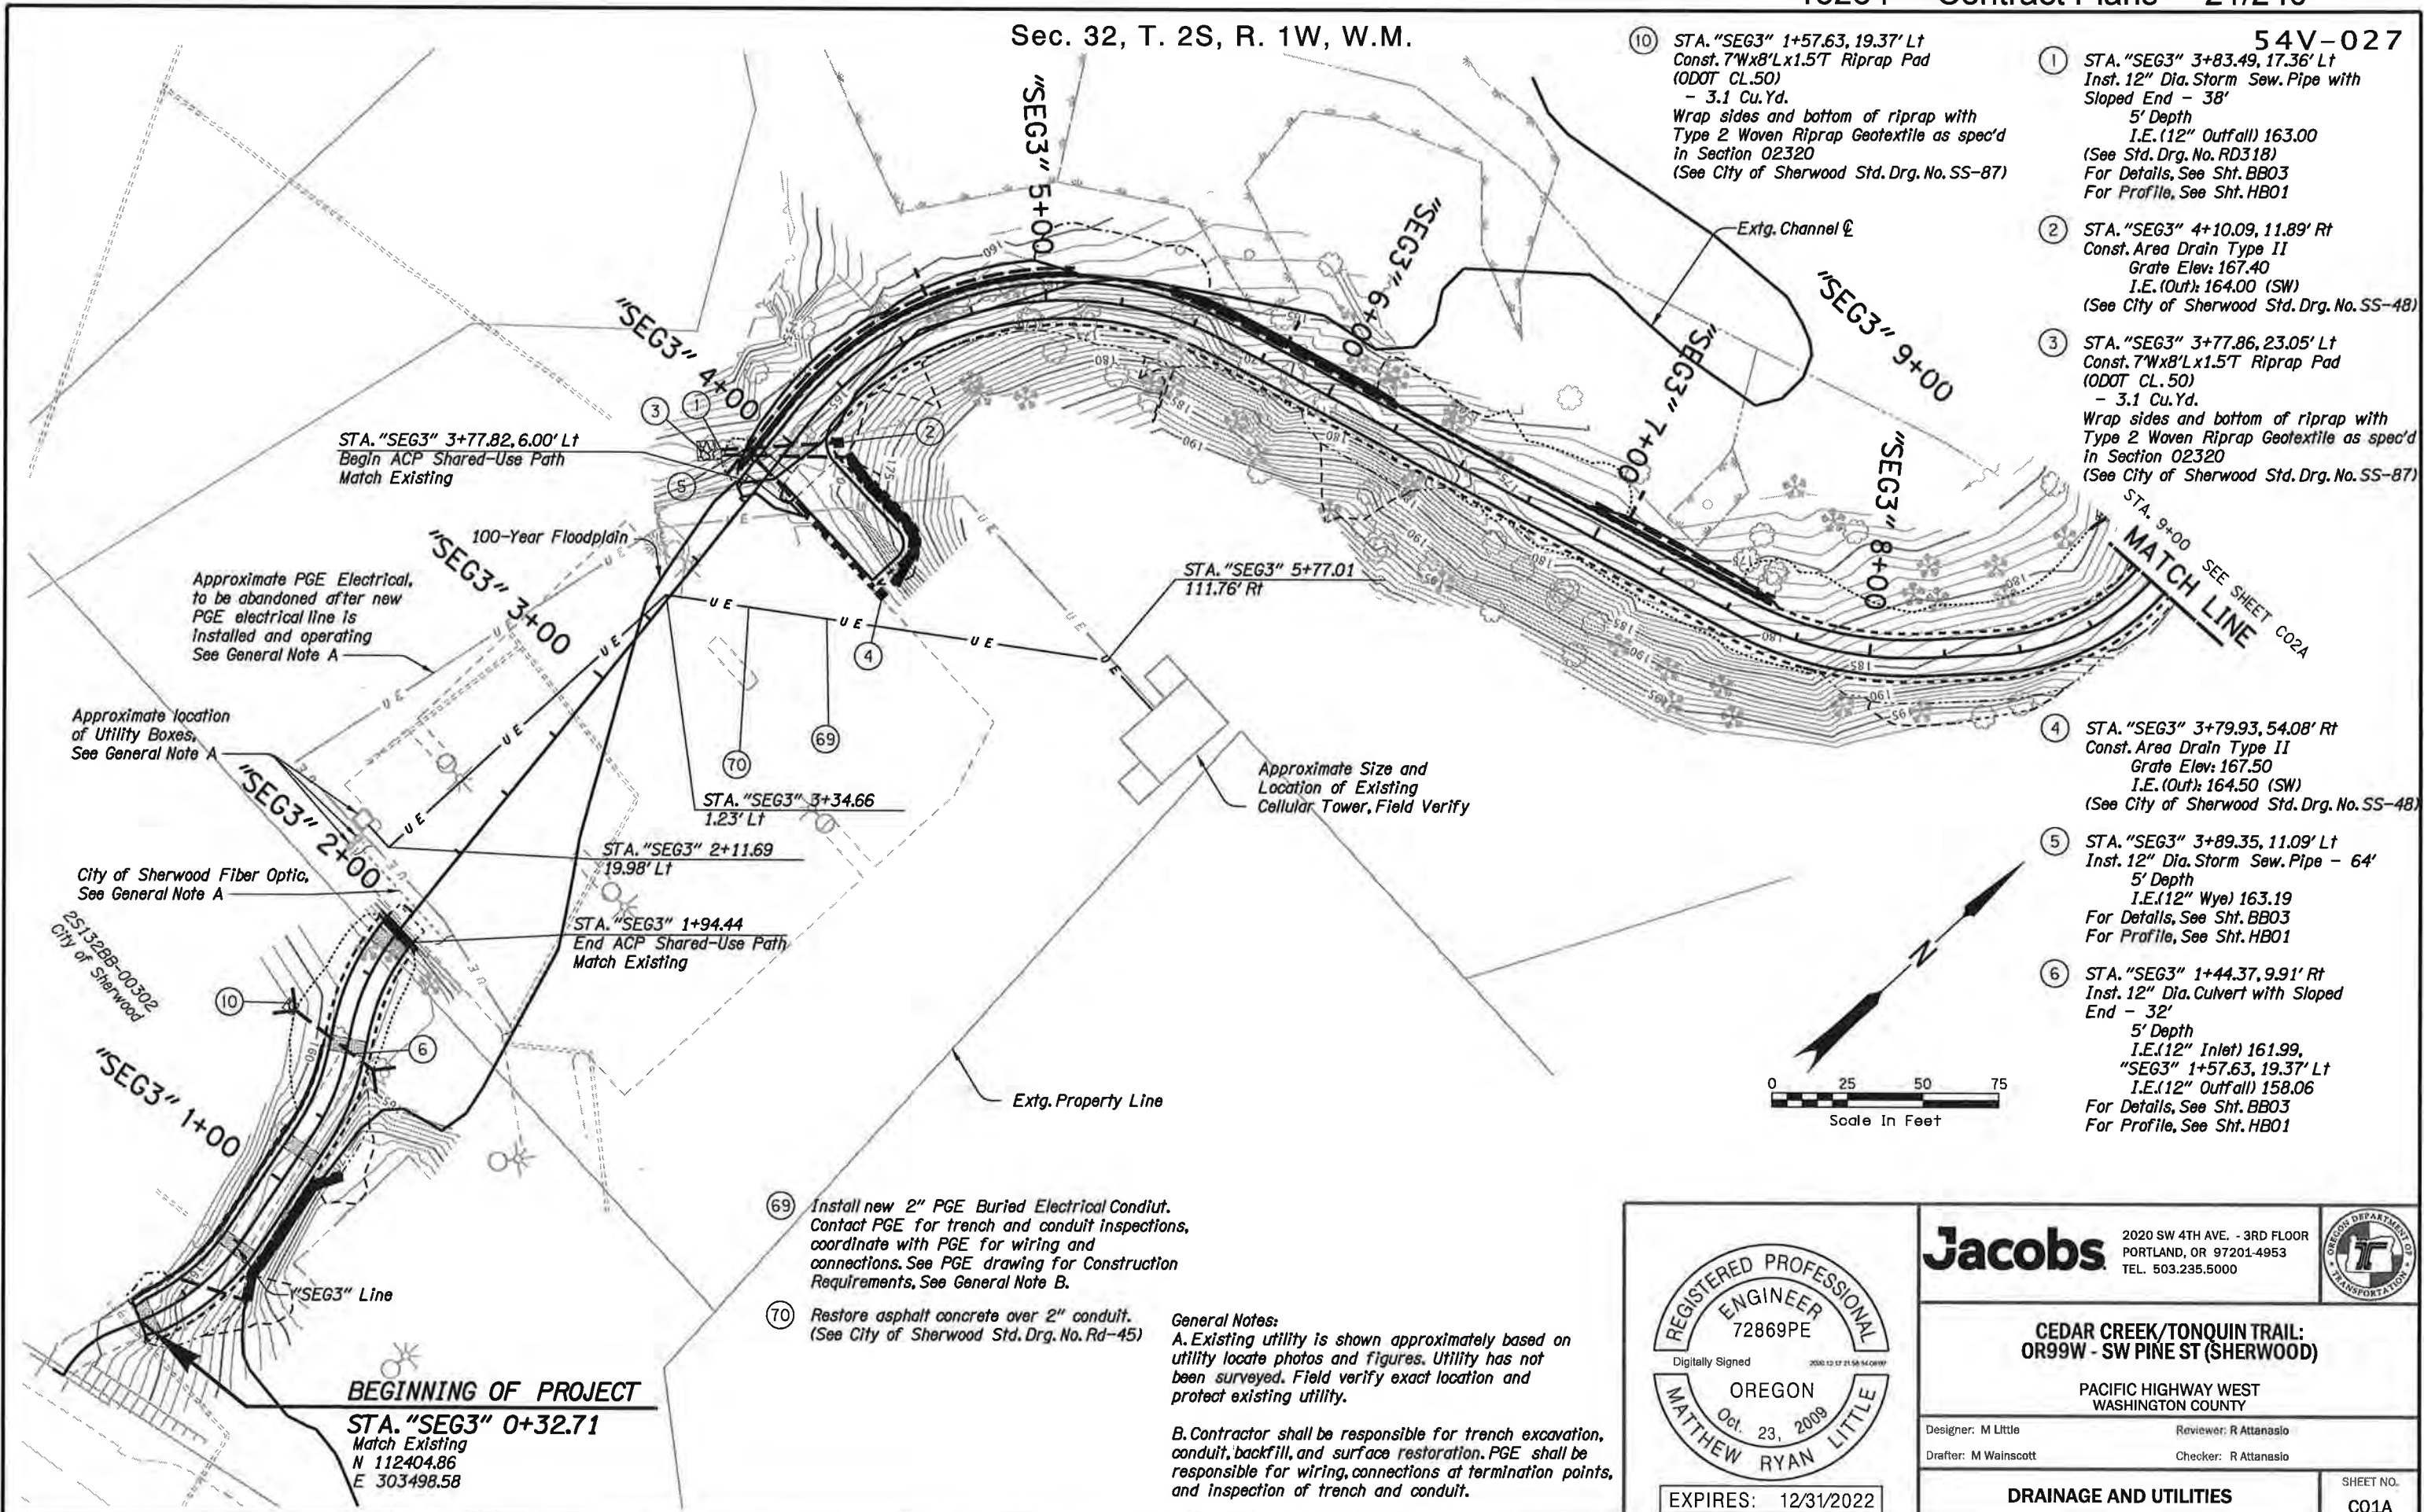 Sec. 32, T. 2S, R. 1W, W.M.
54V-027
10 STA. "SEG3" 1+57.63, 19.37' Lt
Const. 7'Wx8'Lx1.5'T Riprap Pad
(ODOT CL.50)
- 3.1 Cu.Yd.
Wrap sides and bottom of riprap with
Type 2 Woven Riprap Geotextile as spec'd
in Section 02320
(See City of Sherwood Std. Drg. No. SS-87)
1 STA. "SEG3" 3+83.49, 17.36' Lt
Inst. 12" Dia. Storm Sew. Pipe with
Sloped End - 38'
5' Depth
I.E. (12" Outfall) 163.00
(See Std. Drg. No. RD318)
For Details, See Sht. BB03
For Profile, See Sht. HB01
2 STA. "SEG3" 4+10.09, 11.89' Rt
Const. Area Drain Type II
Grate Elev: 167.40
I.E. (Out): 164.00 (SW)
(See City of Sherwood Std. Drg. No. SS-48)
3 STA. "SEG3" 3+77.86, 23.05' Lt
Const. 7'Wx8'Lx1.5'T Riprap Pad
(ODOT CL.50)
- 3.1 Cu.Yd.
Wrap sides and bottom of riprap with
Type 2 Woven Riprap Geotextile as spec'd
in Section 02320
(See City of Sherwood Std. Drg. No. SS-87)
4 STA. "SEG3" 3+79.93, 54.08' Rt
Const. Area Drain Type II
Grate Elev: 167.50
I.E. (Out): 164.50 (SW)
(See City of Sherwood Std. Drg. No. SS-48)
5 STA. "SEG3" 3+89.35, 11.09' Lt
Inst. 12" Dia. Storm Sew. Pipe - 64'
5' Depth
I.E.(12" Wye) 163.19
For Details, See Sht. BB03
For Profile, See Sht. HB01
6 STA. "SEG3" 1+44.37, 9.91' Rt
Inst. 12" Dia. Culvert with Sloped
End - 32'
5' Depth
I.E.(12" Inlet) 161.99,
"SEG3" 1+57.63, 19.37' Lt
I.E.(12" Outfall) 158.06
For Details, See Sht. BB03
For Profile, See Sht. HB01
Extg. Channel ℄
"SEG3" 5+00
"SEG3" 6+00
"SEG3" 7+00
"SEG3" 8+00
"SEG3" 9+00
"SEG3" 4+00
"SEG3" 3+00
"SEG3" 2+00
"SEG3" 1+00
STA. 9+00 SEE SHEET C02A
MATCH LINE
STA. "SEG3" 3+77.82, 6.00' Lt
Begin ACP Shared-Use Path
Match Existing
100-Year Floodplain
Approximate PGE Electrical,
to be abandoned after new
PGE electrical line is
installed and operating
See General Note A
Approximate location
of Utility Boxes,
See General Note A
City of Sherwood Fiber Optic,
See General Note A
2S132BB-00302
City of Sherwood
STA. "SEG3" 5+77.01
111.76' Rt
STA. "SEG3" 3+34.66
1.23' Lt
STA. "SEG3" 2+11.69
19.98' Lt
STA. "SEG3" 1+94.44
End ACP Shared-Use Path
Match Existing
Approximate Size and
Location of Existing
Cellular Tower, Field Verify
Extg. Property Line
"SEG3" Line
BEGINNING OF PROJECT
STA. "SEG3" 0+32.71
Match Existing
N 112404.86
E 303498.58
N
0 25 50 75
Scale In Feet
69 Install new 2" PGE Buried Electrical Condiut.
Contact PGE for trench and conduit inspections,
coordinate with PGE for wiring and
connections. See PGE drawing for Construction
Requirements, See General Note B.
70 Restore asphalt concrete over 2" conduit.
(See City of Sherwood Std. Drg. No. Rd-45)
General Notes:
A. Existing utility is shown approximately based on
utility locate photos and figures. Utility has not
been surveyed. Field verify exact location and
protect existing utility.
B. Contractor shall be responsible for trench excavation,
conduit, backfill, and surface restoration. PGE shall be
responsible for wiring, connections at termination points,
and inspection of trench and conduit.
REGISTERED PROFESSIONAL
ENGINEER
72869PE
Digitally Signed
OREGON
Oct. 23, 2009
MATTHEW RYAN LITTLE
EXPIRES: 12/31/2022
Jacobs
2020 SW 4TH AVE. - 3RD FLOOR
PORTLAND, OR 97201-4953
TEL. 503.235.5000
OREGON DEPARTMENT OF TRANSPORTATION
CEDAR CREEK/TONQUIN TRAIL:
OR99W - SW PINE ST (SHERWOOD)
PACIFIC HIGHWAY WEST
WASHINGTON COUNTY
Designer: M Little Reviewer: R Attanasio
Drafter: M Wainscott Checker: R Attanasio
DRAINAGE AND UTILITIES
SHEET NO.
C01A